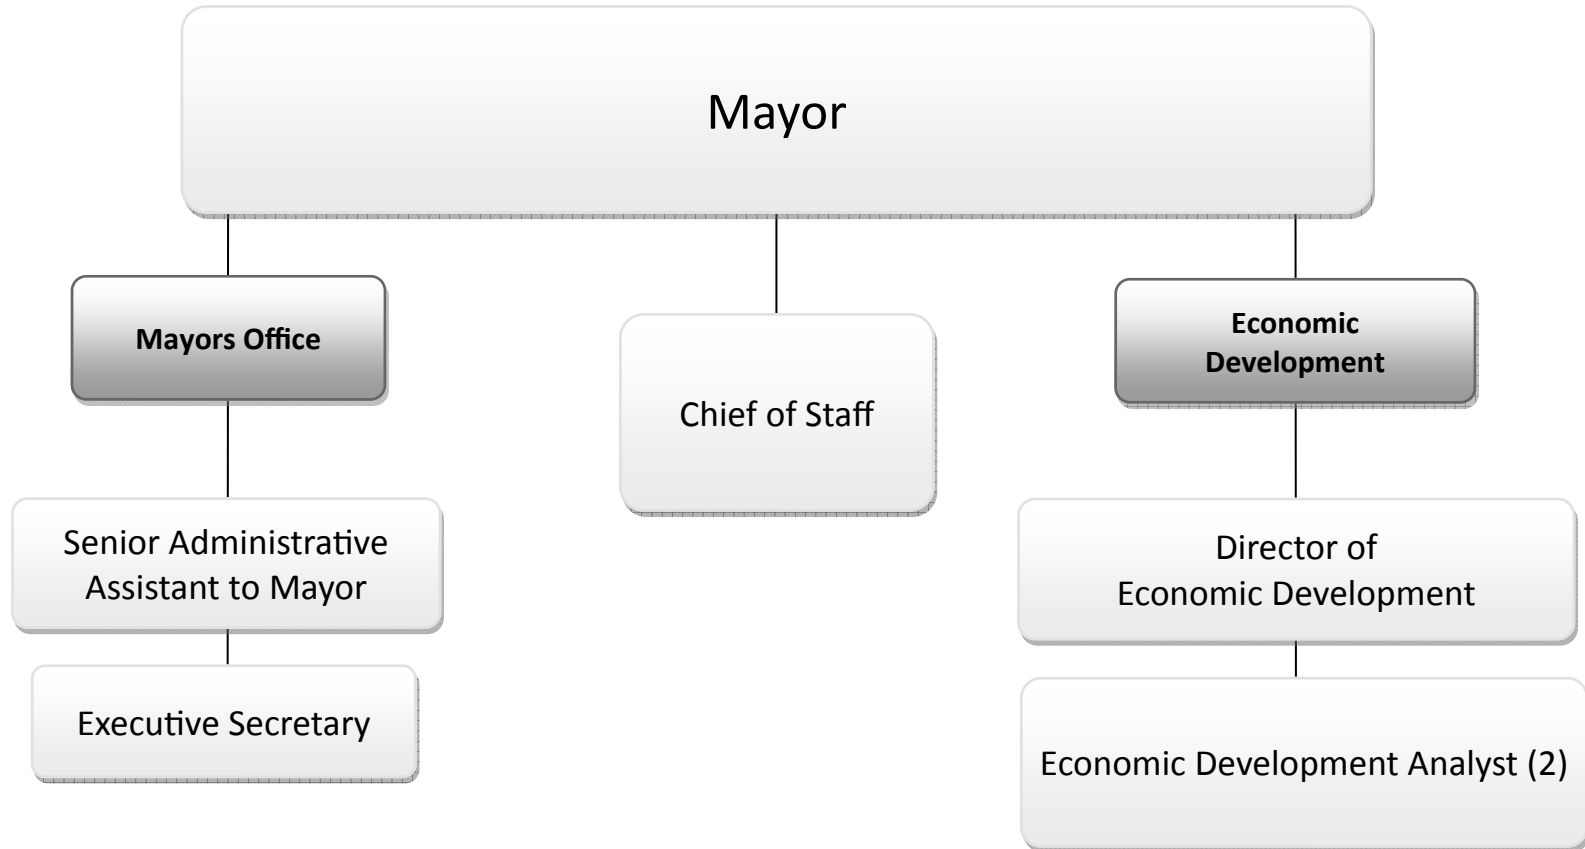 Mayor
Mayors Office
Economic
Development
Chief of Staff
Senior Administrative
Assistant to Mayor
Director of
Economic Development
Executive Secretary
Economic Development Analyst (2)